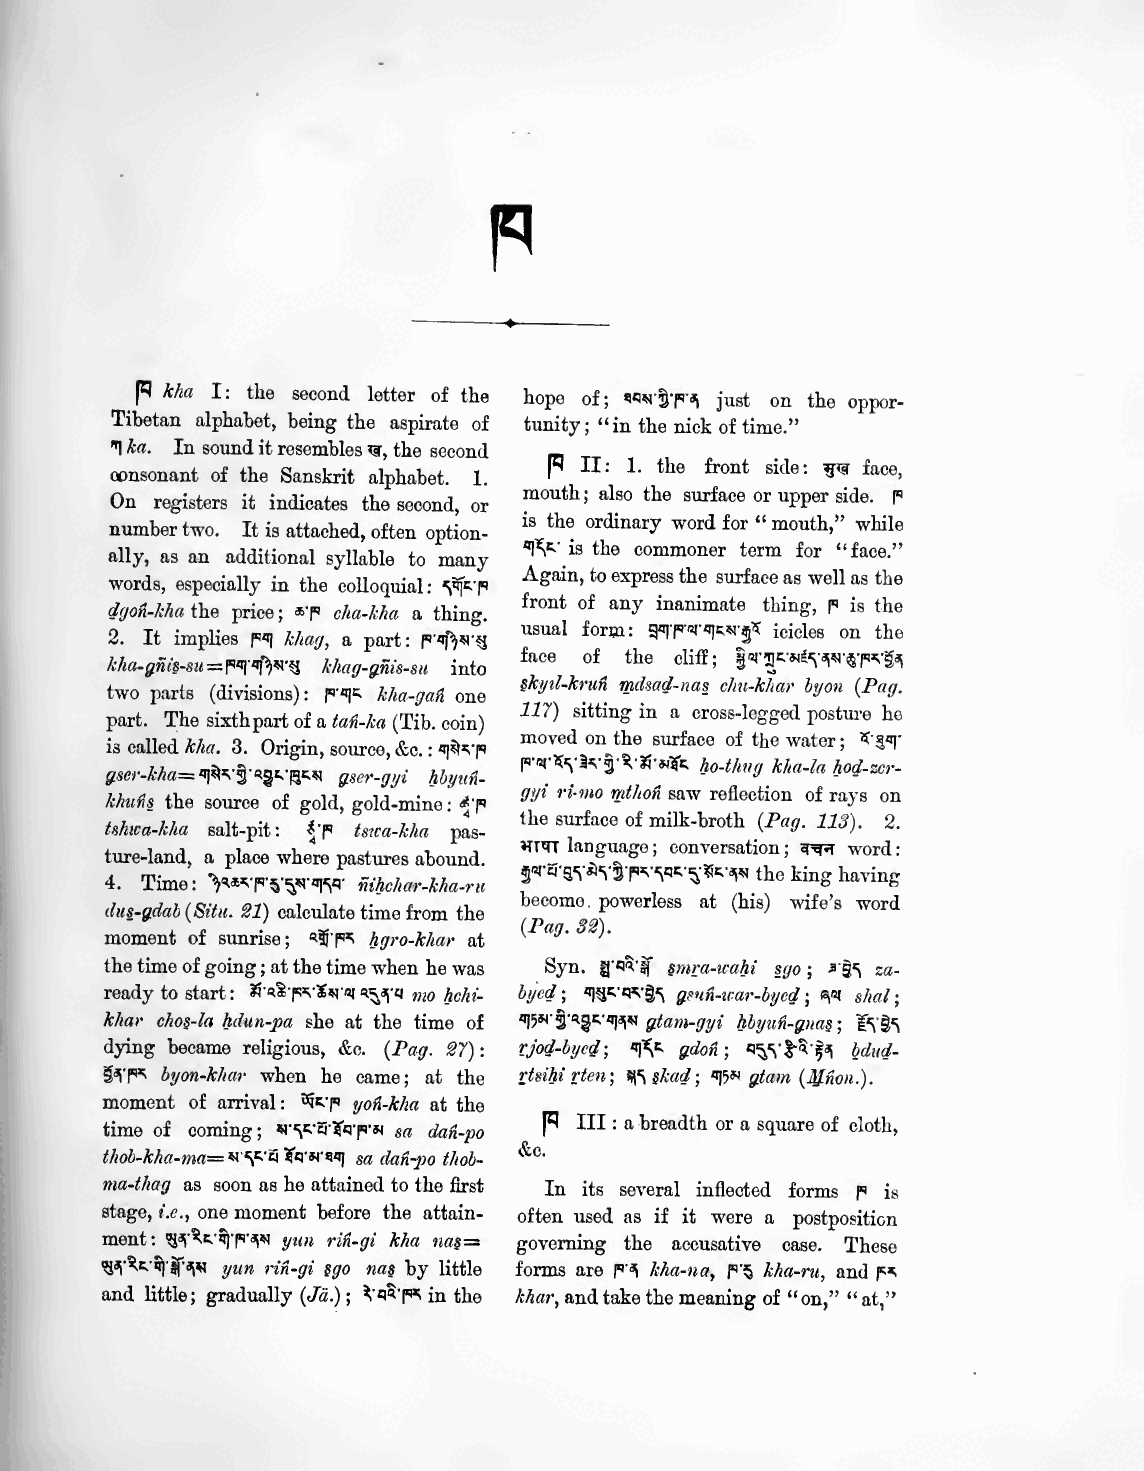 ཁ
ཁ kha I: the second letter of the
Tibetan alphabet, being the aspirate of
ག ka. In sound it resembles ख, the second
consonant of the Sanskrit alphabet. 1.
On registers it indicates the second, or
number two. It is attached, often option-
ally, as an additional syllable to many
words, especially in the colloquial: དགོང་ཁ
ḏgoṅ-kha the price; ཆ་ཁ cha-kha a thing.
2. It implies ཁག khag, a part: ཁ་གཉིས་སུ
kha-gñis-su=ཁག་གཉིས་སུ khag-gñis-su into
two parts (divisions): ཁ་གང kha-gaṅ one
part. The sixth part of a taṅ-ka (Tib. coin)
is called kha. 3. Origin, source, &c.: གསེར་ཁ
gser-kha=གསེར་གྱི་འབྱུང་ཁུངས gser-gyi ḥbyuṅ-
khuṅs the source of gold, gold-mine: ཚྭ་ཁ
tshwa-kha salt-pit: རྩྭ་ཁ tswa-kha pas-
ture-land, a place where pastures abound.
4. Time: ཉིའཆར་ཁ་རུ་དུས་གདབ་ ñiḥchar-kha-ru
dus-gdab (Situ. 21) calculate time from the
moment of sunrise; འགྲོ་ཁར ḥgro-khar at
the time of going; at the time when he was
ready to start: མོ་འཆི་ཁར་ཆོས་ལ་འདུན་པ mo ḥchi-
khar chos-la ḥdun-pa she at the time of
dying became religious, &c. (Pag. 27):
བྱོན་ཁར byon-khar when he came; at the
moment of arrival: ཡོང་ཁ yoṅ-kha at the
time of coming; ས་དང་པོ་ཐོབ་ཁ་མ sa daṅ-po
thob-kha-ma=ས་དང་པོ་ཐོབ་མ་ཐག sa daṅ-po thob-
ma-thag as soon as he attained to the first
stage, i.e., one moment before the attain-
ment: ཡུན་རིང་གི་ཁ་ནས yun riṅ-gi kha nas=
ཡུན་རིང་གི་སྒོ་ནས yun riṅ-gi sgo nas by little
and little; gradually (Jä.); རེ་བའི་ཁར in the
hope of; ཐབས་ཀྱི་ཁ་ན just on the oppor-
tunity; “in the nick of time.”
ཁ II: 1. the front side: मुख face,
mouth; also the surface or upper side. ཁ
is the ordinary word for “mouth,” while
གདོང་ is the commoner term for “face.”
Again, to express the surface as well as the
front of any inanimate thing, ཁ is the
usual form: བྲག་ཁ་ལ་གངས་རྒྱ icicles on the
face of the cliff; སྐྱིལ་ཀྲུང་མཛད་ནས་ཆུ་ཁར་བྱོན
skyil-kruṅ mdsad-nas chu-khar byon (Pag.
117) sitting in a cross-legged posture he
moved on the surface of the water; འོ་ཐུག་
ཁ་ལ་འོད་ཟེར་གྱི་རི་མོ་མཐོང ḥo-thug kha-la ḥod-zer-
gyi ri-mo mthoṅ saw reflection of rays on
the surface of milk-broth (Pag. 113). 2.
भाषा language; conversation; वचन word:
རྒྱལ་པོ་བུད་མེད་ཀྱི་ཁར་དབང་དུ་སོང་ནས the king having
become powerless at (his) wife's word
(Pag. 32).
Syn. སྨྲ་བའི་སྒོ smra-waḥi sgo; ཟ་བྱེད za-
byed; གསུང་བར་བྱེད gsuṅ-war-byed; ཞལ shal;
གཏམ་གྱི་འབྱུང་གནས gtam-gyi ḥbyuṅ-gnas; རྗོད་བྱེད
rjod-byed; གདོང gdoṅ; བདུད་རྩིའི་རྟེན bdud-
rtsiḥi rten; སྐད skad; གཏམ gtam (Mṅon.).
ཁ III: a breadth or a square of cloth,
&c.
In its several inflected forms ཁ is
often used as if it were a postposition
governing the accusative case. These
forms are ཁ་ན kha-na, ཁ་རུ kha-ru, and ཁར
khar, and take the meaning of “on,” “at,”